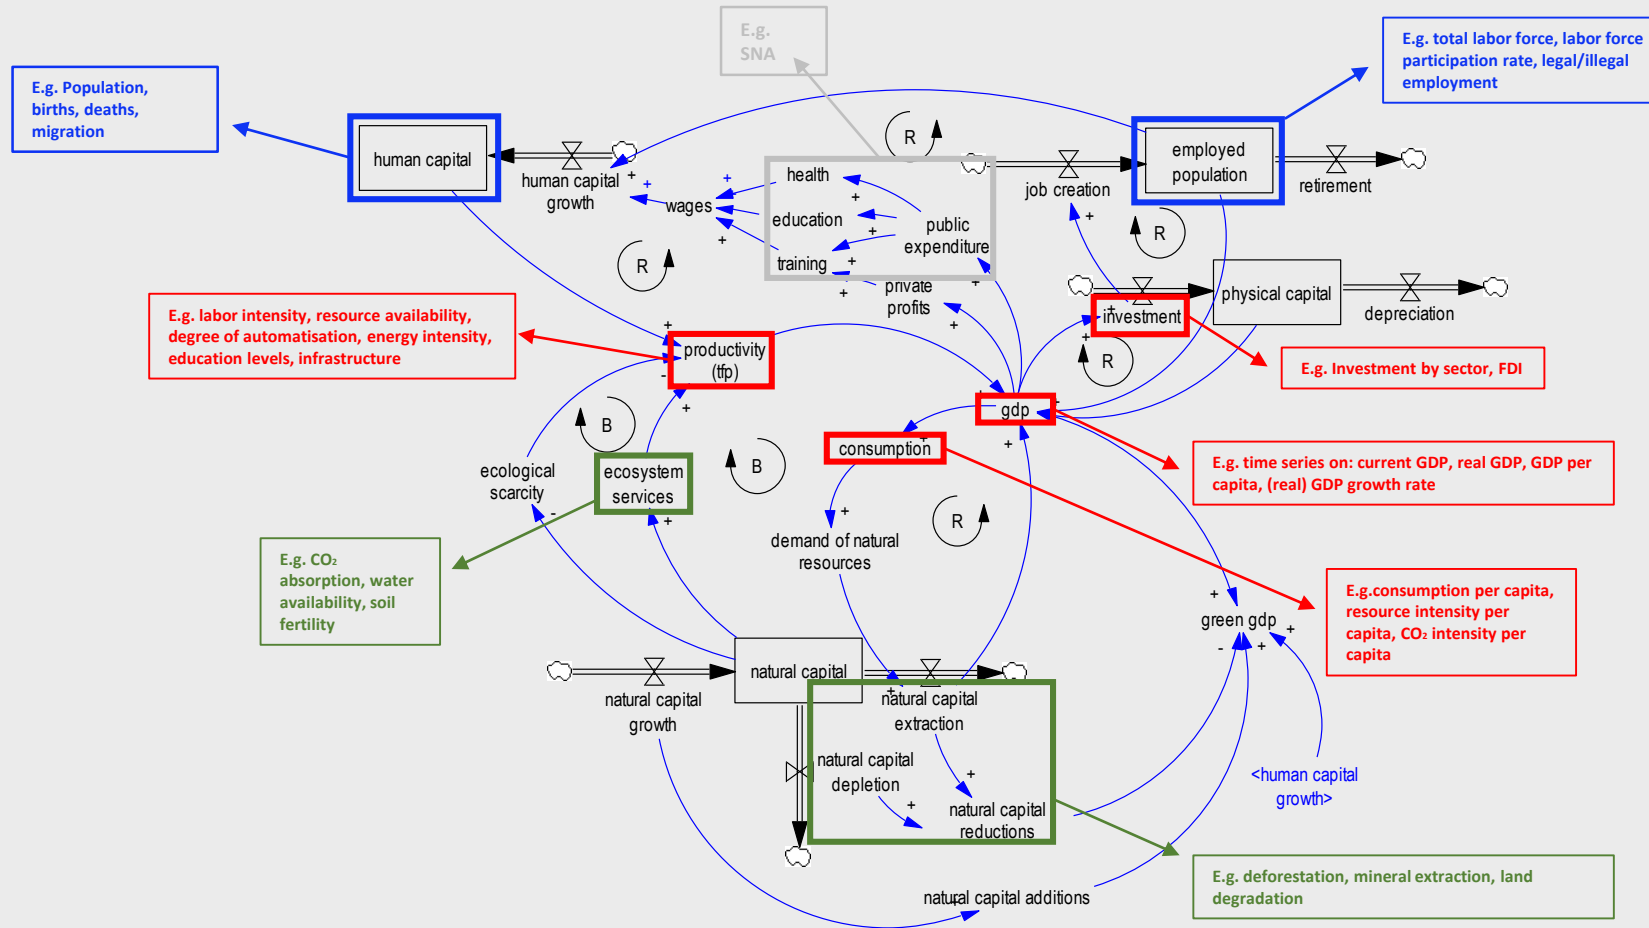 E.g.
SNA
E.g. total labor force, labor force
participation rate, legal/illegal
employment
E.g. Population,
births, deaths,
migration
human capital
human capital
growth
+
+
wages
+
+
+
health
education
training
+
+
+
+
public
expenditure
+
private
profits
+
R
job creation
+
employed
population
retirement
R
R
physical capital
depreciation
investment
+
+
R
E.g. labor intensity, resource availability,
degree of automatisation, energy intensity,
education levels, infrastructure
+
productivity
(tfp)
-
+
E.g. Investment by sector, FDI
gdp
+
+
consumption
+
B
B
ecological
scarcity
-
ecosystem
services
+
E.g. time series on: current GDP, real GDP, GDP per
capita, (real) GDP growth rate
+
demand of natural
resources
R
E.g. CO₂
absorption, water
availability, soil
fertility
E.g.consumption per capita,
resource intensity per
capita, CO₂ intensity per
capita
+
green gdp
+
-
+
natural capital
natural capital
growth
+
natural capital
extraction
natural capital
depletion
+
+
natural capital
reductions
<human capital
growth>
E.g. deforestation, mineral extraction, land
degradation
natural capital additions
+